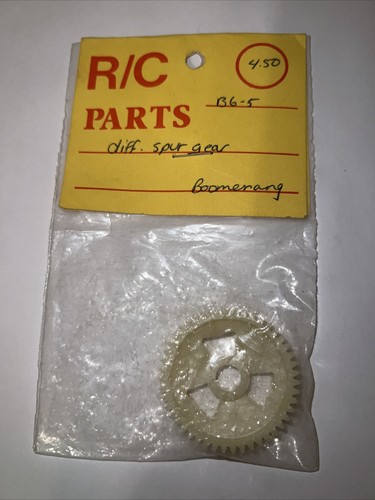 R/C
4.50
B6-5
PARTS
diff. spur gear
Boomerang